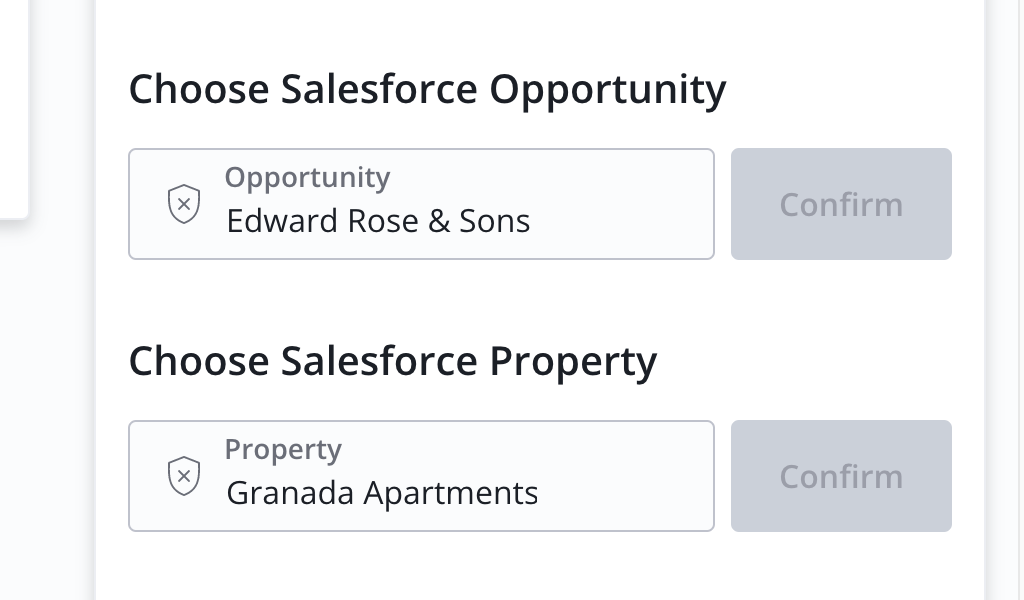 Choose Salesforce Opportunity
Opportunity
Edward Rose & Sons
Confirm
Choose Salesforce Property
Property
Granada Apartments
Confirm